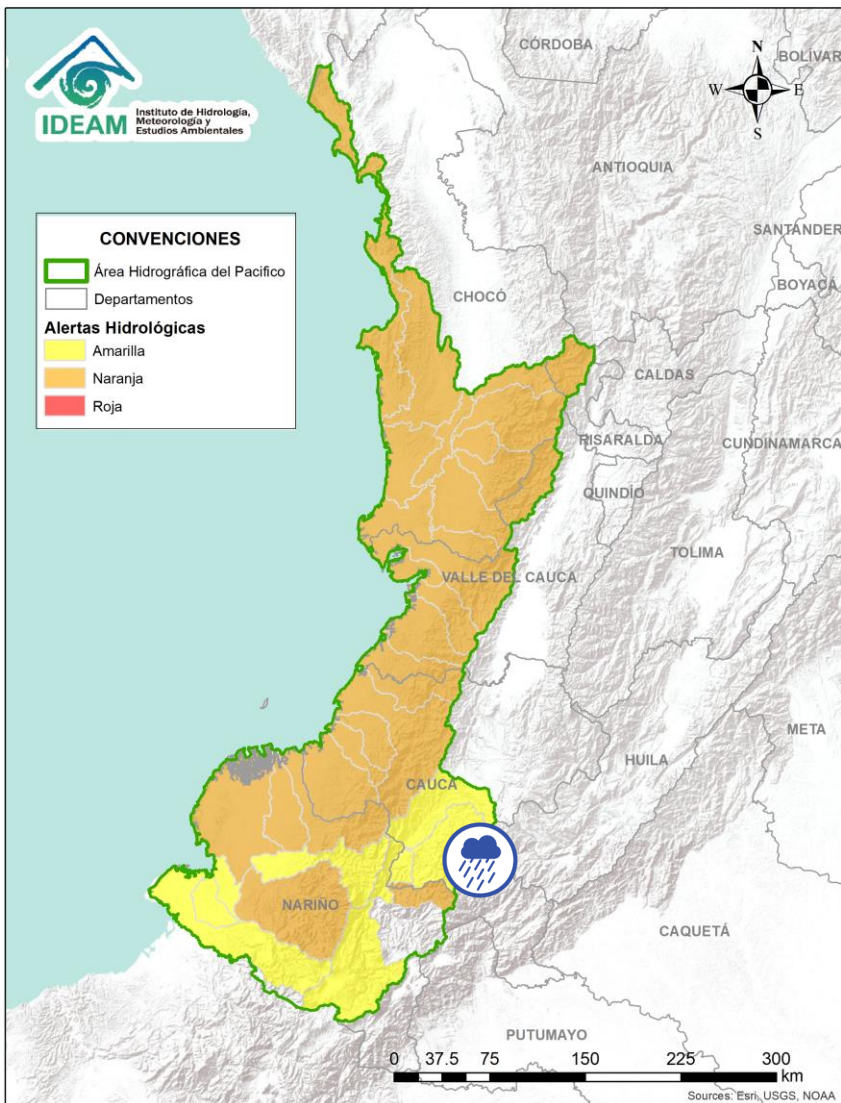 IDEAM
Instituto de Hidrología,
Meteorología y
Estudios Ambientales
CÓRDOBA
BOLÍVAR
N
W
E
S
ANTIOQUIA
SANTANDER
BOYACÁ
CONVENCIONES
Área Hidrográfica del Pacifico
Departamentos
Alertas Hidrológicas
Amarilla
Naranja
Roja
CHOCÓ
CALDAS
RISARALDA
CUNDINAMARCA
QUINDÍO
TOLIMA
VALLE DEL CAUCA
META
HUILA
CAUCA
NARIÑO
CAQUETÁ
PUTUMAYO
0 37.5 75 150 225 300
km
Sources: Esri, USGS, NOAA